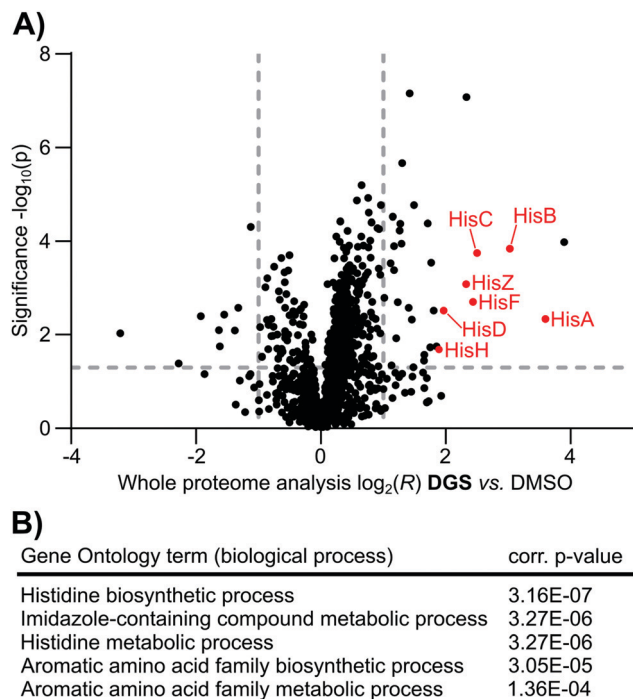 A)
8
6
4
2
0
Significance -log10(p)
HisC
HisB
HisZ
HisF
HisD
HisA
HisH
-4
-2
0
2
4
Whole proteome analysis log2(R) DGS vs. DMSO
B)
Gene Ontology term (biological process) corr. p-value
Histidine biosynthetic process 3.16E-07
Imidazole-containing compound metabolic process 3.27E-06
Histidine metabolic process 3.27E-06
Aromatic amino acid family biosynthetic process 3.05E-05
Aromatic amino acid family metabolic process 1.36E-04